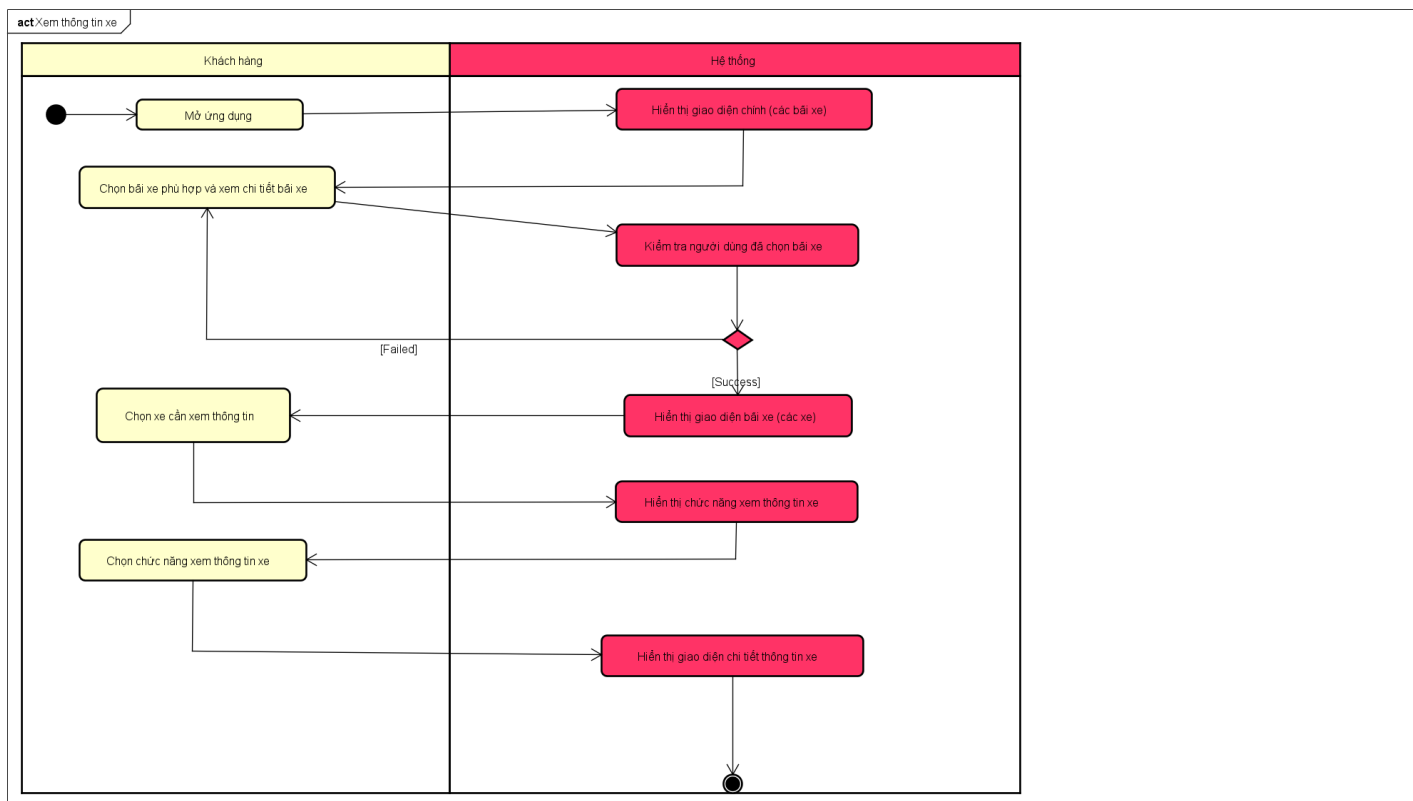 act Xem thông tin xe
Khách hàng
Hệ thống
Mở ứng dụng
Hiển thị giao diện chính (các bãi xe)
Chọn bãi xe phù hợp và xem chi tiết bãi xe
Kiểm tra người dùng đã chọn bãi xe
[Failed]
[Success]
Chọn xe cần xem thông tin
Hiển thị giao diện bãi xe (các xe)
Hiển thị chức năng xem thông tin xe
Chọn chức năng xem thông tin xe
Hiển thị giao diện chi tiết thông tin xe